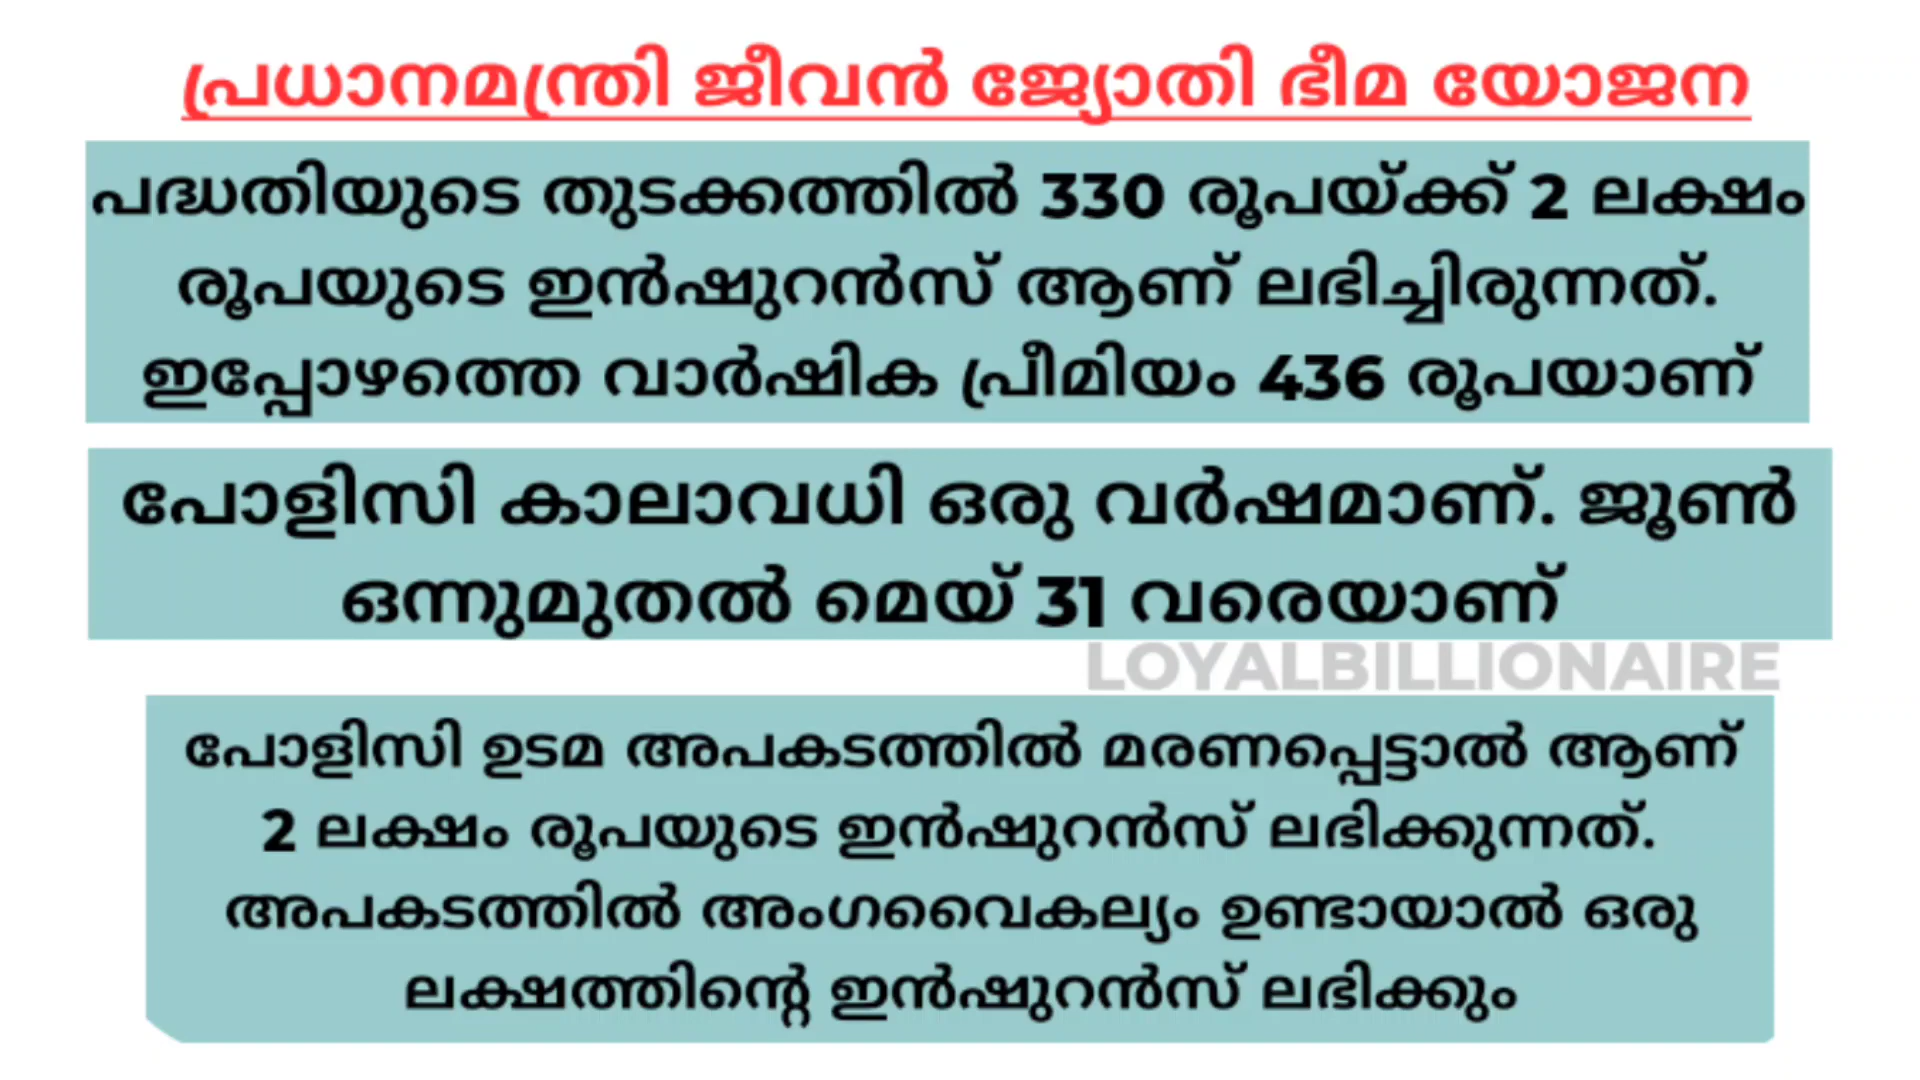 പ്രധാനമന്ത്രി ജീവൻ ജ്യോതി ഭീമ യോജന
പദ്ധതിയുടെ തുടക്കത്തിൽ 330 രൂപയ്ക്ക് 2 ലക്ഷം
രൂപയുടെ ഇൻഷുറൻസ് ആണ് ലഭിച്ചിരുന്നത്.
ഇപ്പോഴത്തെ വാർഷിക പ്രീമിയം 436 രൂപയാണ്
പോളിസി കാലാവധി ഒരു വർഷമാണ്. ജൂൺ
ഒന്നുമുതൽ മെയ് 31 വരെയാണ്
LOYALBILLIONAIRE
പോളിസി ഉടമ അപകടത്തിൽ മരണപ്പെട്ടാൽ ആണ്
2 ലക്ഷം രൂപയുടെ ഇൻഷുറൻസ് ലഭിക്കുന്നത്.
അപകടത്തിൽ അംഗവൈകല്യം ഉണ്ടായാൽ ഒരു
ലക്ഷത്തിന്റെ ഇൻഷുറൻസ് ലഭിക്കും